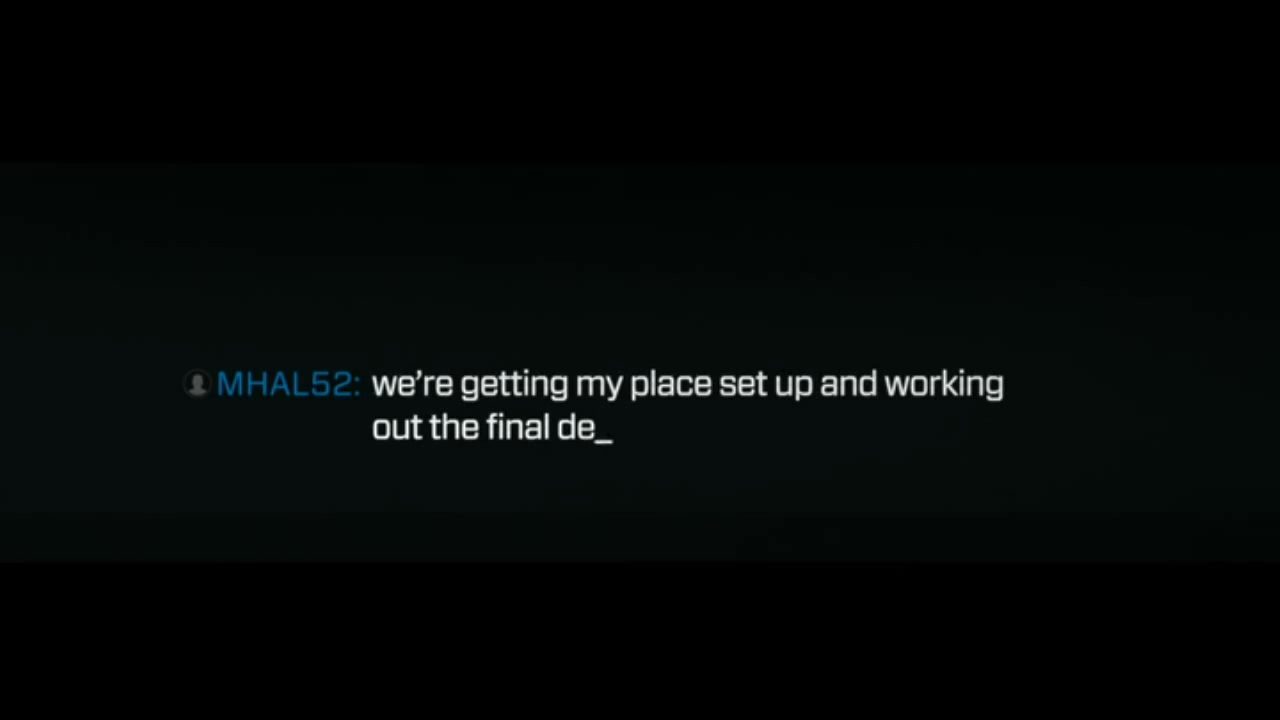 MHAL52: we're getting my place set up and working
out the final de_